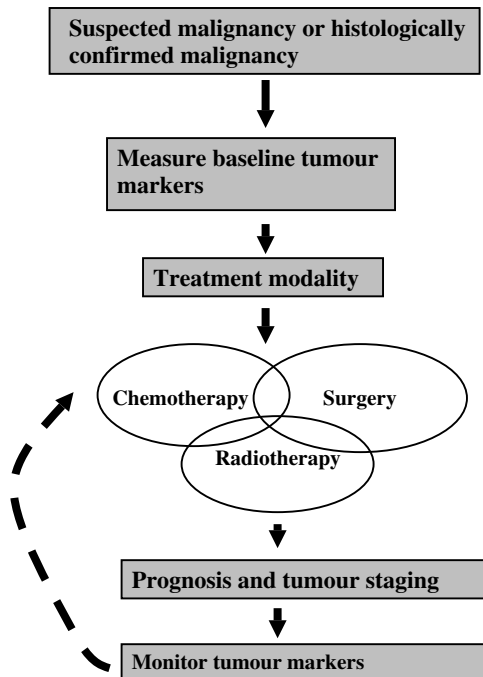 Suspected malignancy or histologically
confirmed malignancy
Measure baseline tumour
markers
Treatment modality
Chemotherapy
Surgery
Radiotherapy
Prognosis and tumour staging
Monitor tumour markers